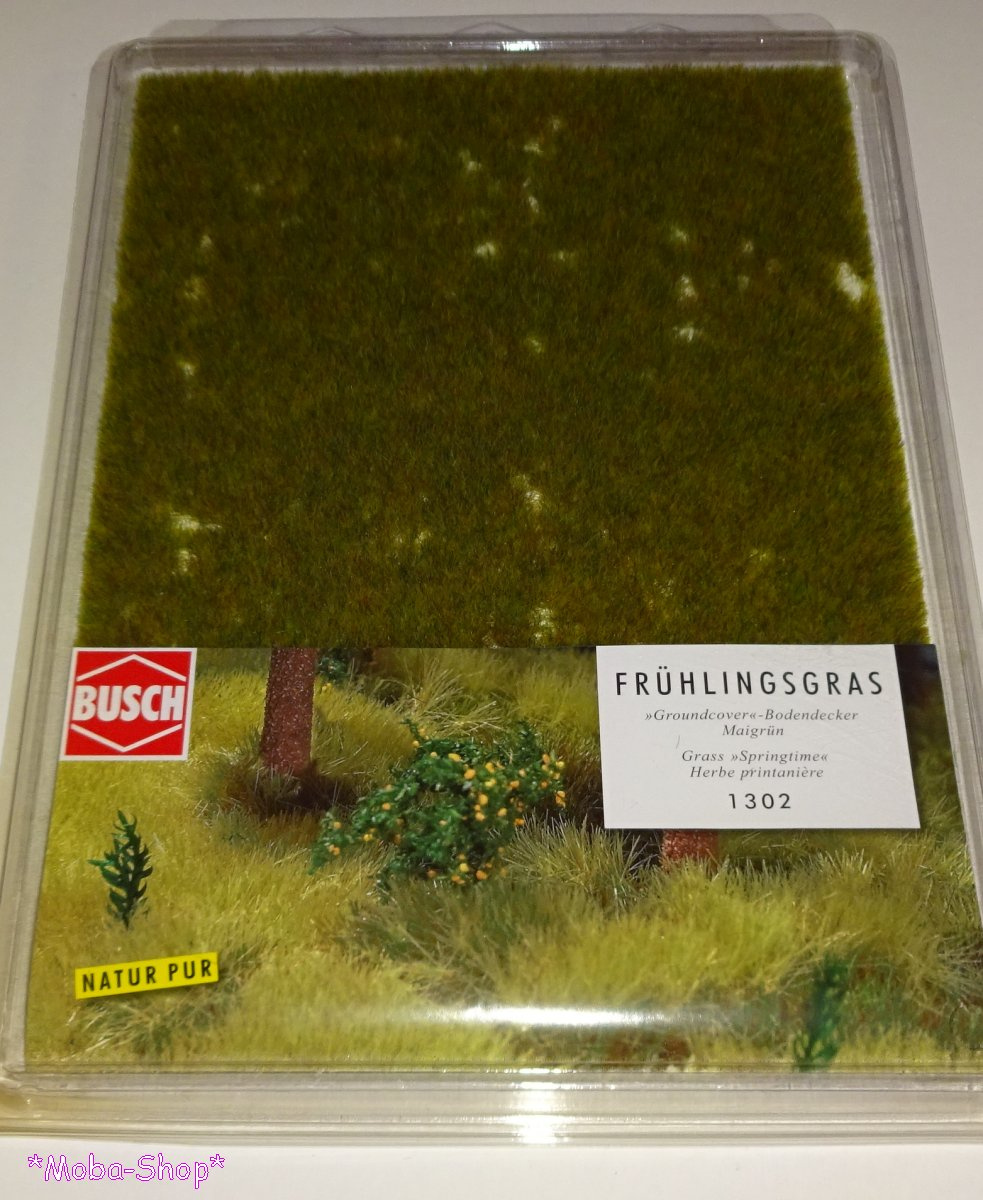 BUSCH
FRÜHLINGSGRAS
»Groundcover«-Bodendecker
Maigrün
Grass »Springtime«
Herbe printanière
1302
NATUR PUR
*Moba-Shop*